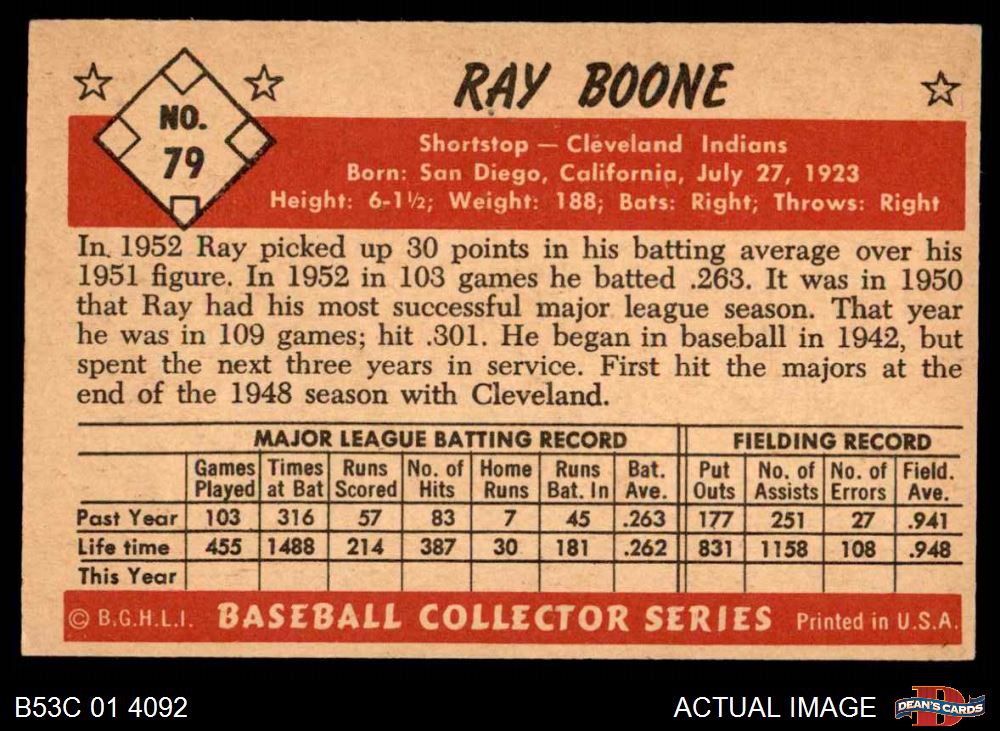 NO.
79
RAY BOONE
Shortstop — Cleveland Indians
Born: San Diego, California, July 27, 1923
Height: 6-1½; Weight: 188; Bats: Right; Throws: Right
In 1952 Ray picked up 30 points in his batting average over his
1951 figure. In 1952 in 103 games he batted .263. It was in 1950
that Ray had his most successful major league season. That year
he was in 109 games; hit .301. He began in baseball in 1942, but
spent the next three years in service. First hit the majors at the
end of the 1948 season with Cleveland.
MAJOR LEAGUE BATTING RECORD FIELDING RECORD
Games Times Runs No. of Home Runs Bat. Put No. of No. of Field.
Played at Bat Scored Hits Runs Bat. In Ave. Outs Assists Errors Ave.
Past Year 103 316 57 83 7 45 .263 177 251 27 .941
Life time 455 1488 214 387 30 181 .262 831 1158 108 .948
This Year
© B.G.H.L.I. BASEBALL COLLECTOR SERIES Printed in U.S.A.
B53C 01 4092 ACTUAL IMAGE DEAN'S CARDS